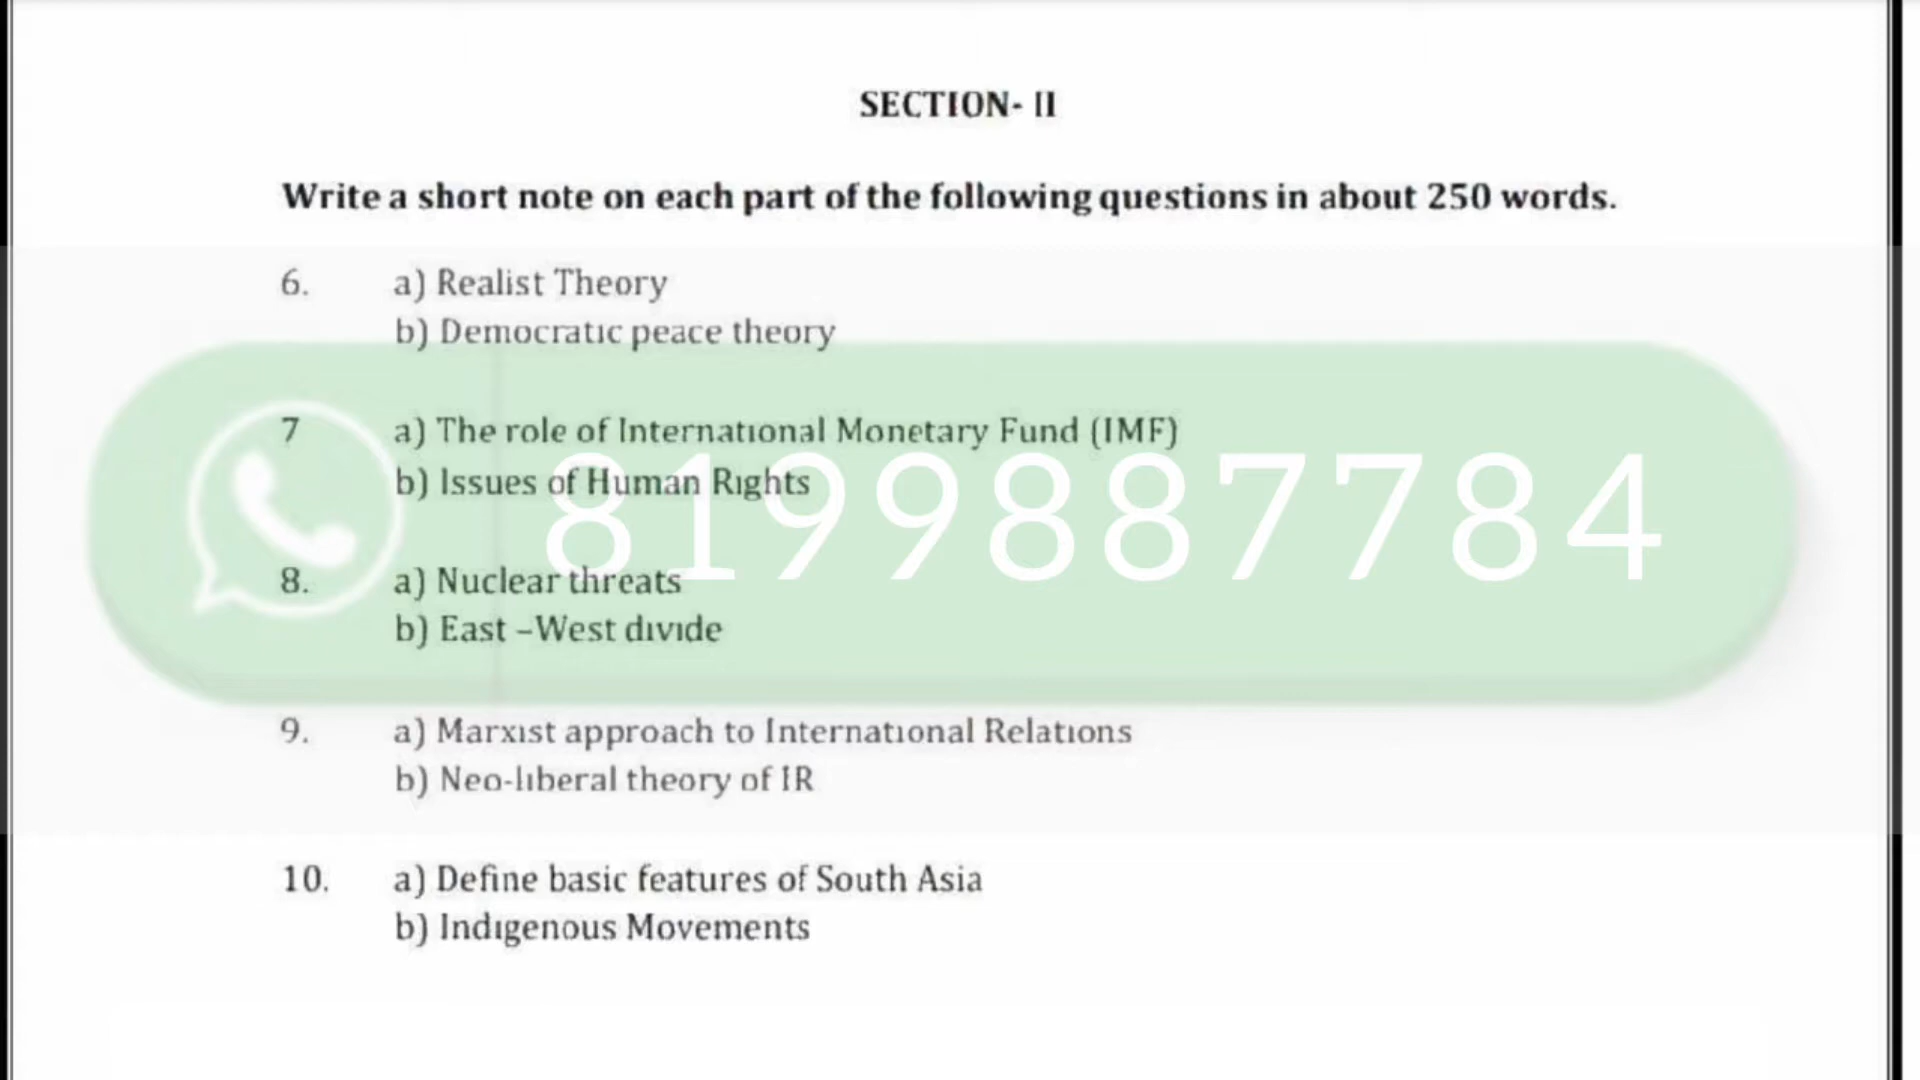 SECTION- II
Write a short note on each part of the following questions in about 250 words.
6. a) Realist Theory
b) Democratic peace theory
7 a) The role of International Monetary Fund (IMF)
b) Issues of Human Rights
8199887784
8. a) Nuclear threats
b) East –West divide
9. a) Marxist approach to International Relations
b) Neo-liberal theory of IR
10. a) Define basic features of South Asia
b) Indigenous Movements